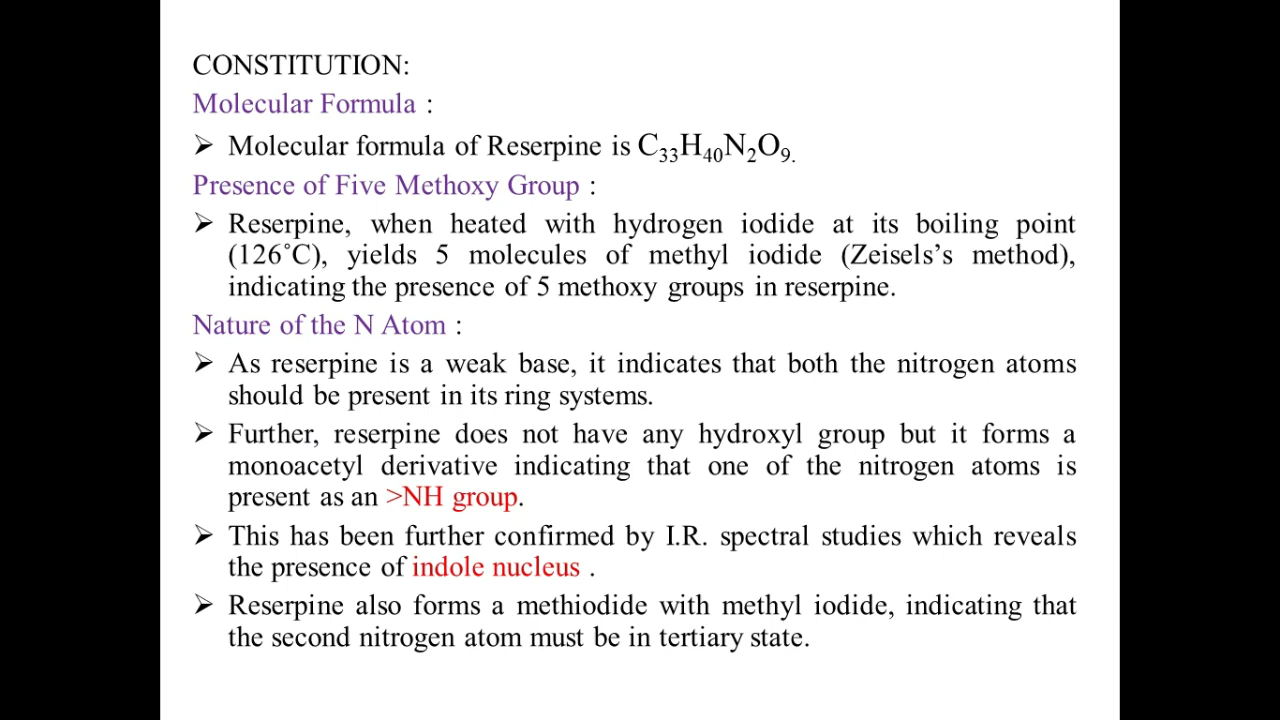 CONSTITUTION:
Molecular Formula :
➢ Molecular formula of Reserpine is C₃₃H₄₀N₂O₉.
Presence of Five Methoxy Group :
➢ Reserpine, when heated with hydrogen iodide at its boiling point
(126˚C), yields 5 molecules of methyl iodide (Zeisels’s method),
indicating the presence of 5 methoxy groups in reserpine.
Nature of the N Atom :
➢ As reserpine is a weak base, it indicates that both the nitrogen atoms
should be present in its ring systems.
➢ Further, reserpine does not have any hydroxyl group but it forms a
monoacetyl derivative indicating that one of the nitrogen atoms is
present as an >NH group.
➢ This has been further confirmed by I.R. spectral studies which reveals
the presence of indole nucleus .
➢ Reserpine also forms a methiodide with methyl iodide, indicating that
the second nitrogen atom must be in tertiary state.